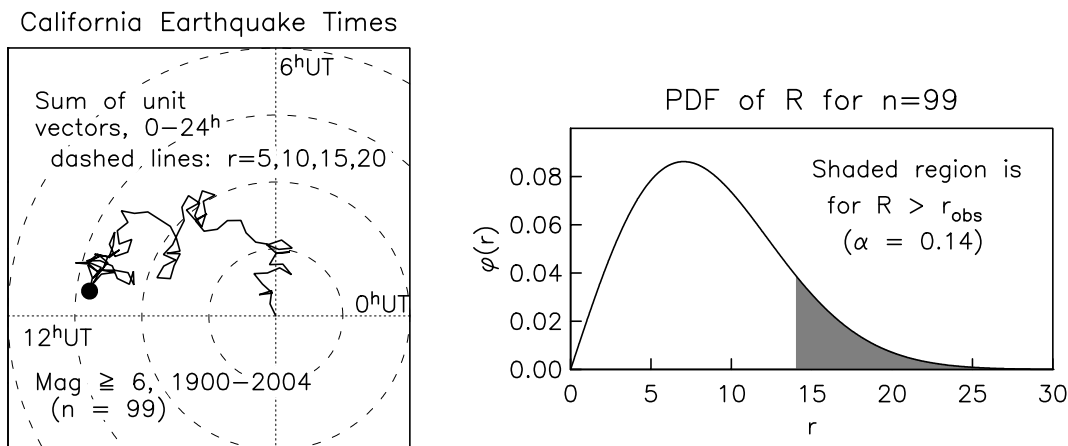 California Earthquake Times
6ʰUT
Sum of unit
vectors, 0−24ʰ
dashed lines: r=5,10,15,20
0ʰUT
12ʰUT
Mag ≧ 6, 1900−2004
(n = 99)
PDF of R for n=99
Shaded region is
for R > r_obs
(α = 0.14)
φ(r)
0.08
0.06
0.04
0.02
0.00
0 5 10 15 20 25 30
r